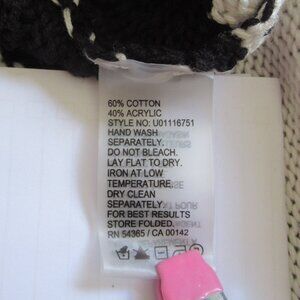 60% COTTON
40% ACRYLIC
STYLE NO: U01116751
HAND WASH
SEPARATELY.
DO NOT BLEACH.
LAY FLAT TO DRY.
IRON AT LOW
TEMPERATURE.
DRY CLEAN
SEPARATELY.
FOR BEST RESULTS
STORE FOLDED.
RN 54365 / CA 00142